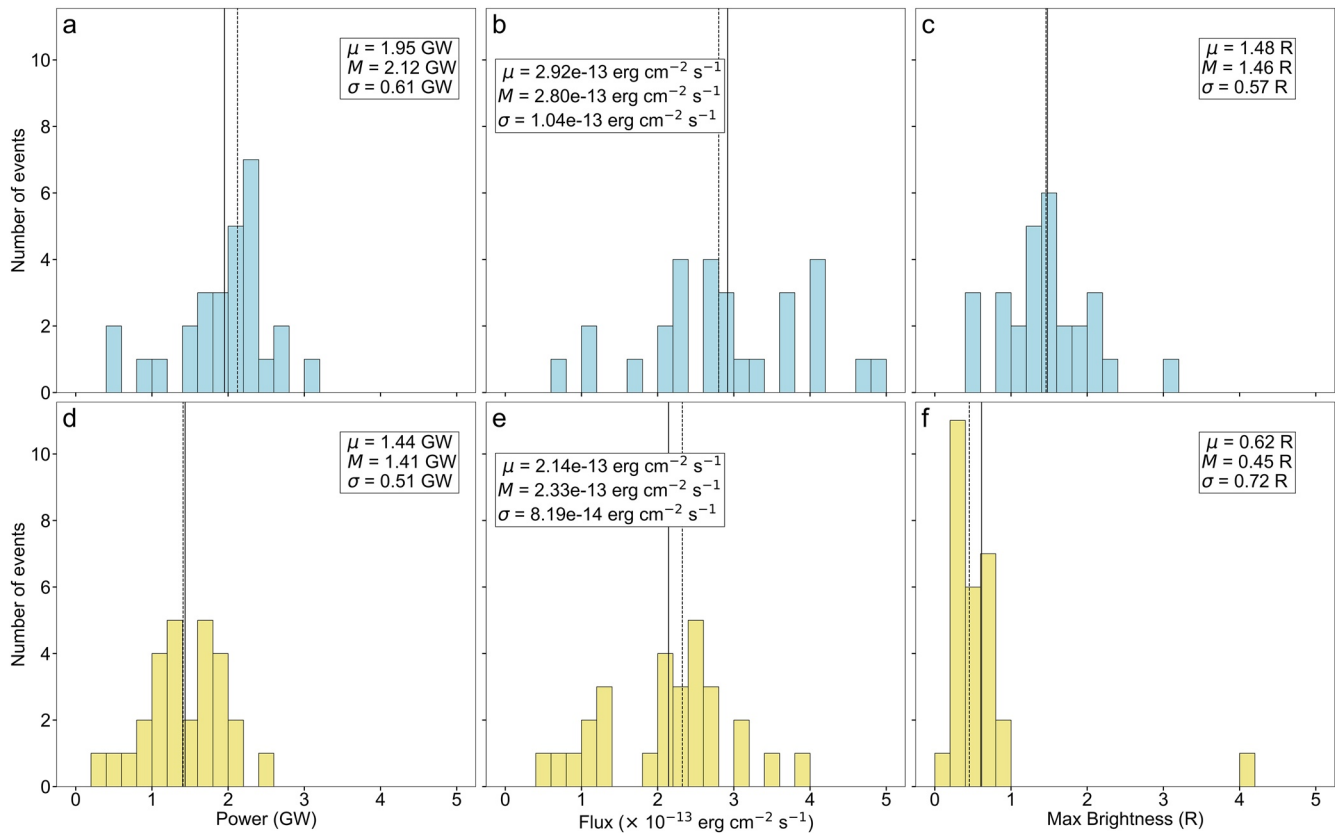 a
μ = 1.95 GW
M = 2.12 GW
σ = 0.61 GW
b
μ = 2.92e-13 erg cm⁻² s⁻¹
M = 2.80e-13 erg cm⁻² s⁻¹
σ = 1.04e-13 erg cm⁻² s⁻¹
c
μ = 1.48 R
M = 1.46 R
σ = 0.57 R
Number of events
10
8
6
4
2
0
d
μ = 1.44 GW
M = 1.41 GW
σ = 0.51 GW
e
μ = 2.14e-13 erg cm⁻² s⁻¹
M = 2.33e-13 erg cm⁻² s⁻¹
σ = 8.19e-14 erg cm⁻² s⁻¹
f
μ = 0.62 R
M = 0.45 R
σ = 0.72 R
Number of events
10
8
6
4
2
0
0 1 2 3 4 5
Power (GW)
0 1 2 3 4 5
Flux (× 10⁻¹³ erg cm⁻² s⁻¹)
0 1 2 3 4 5
Max Brightness (R)